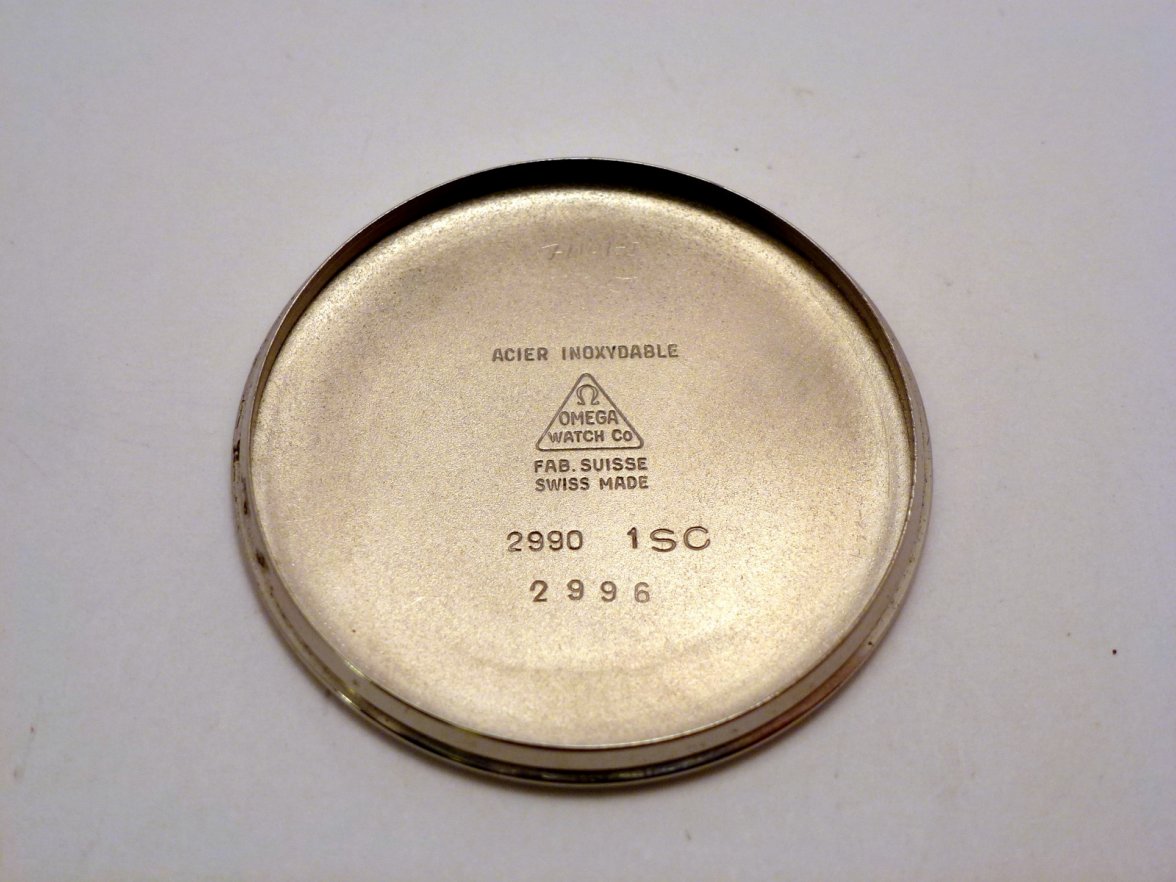 ACIER INOXYDABLE
Ω
OMEGA
WATCH Co
FAB. SUISSE
SWISS MADE
2990 1SC
2996